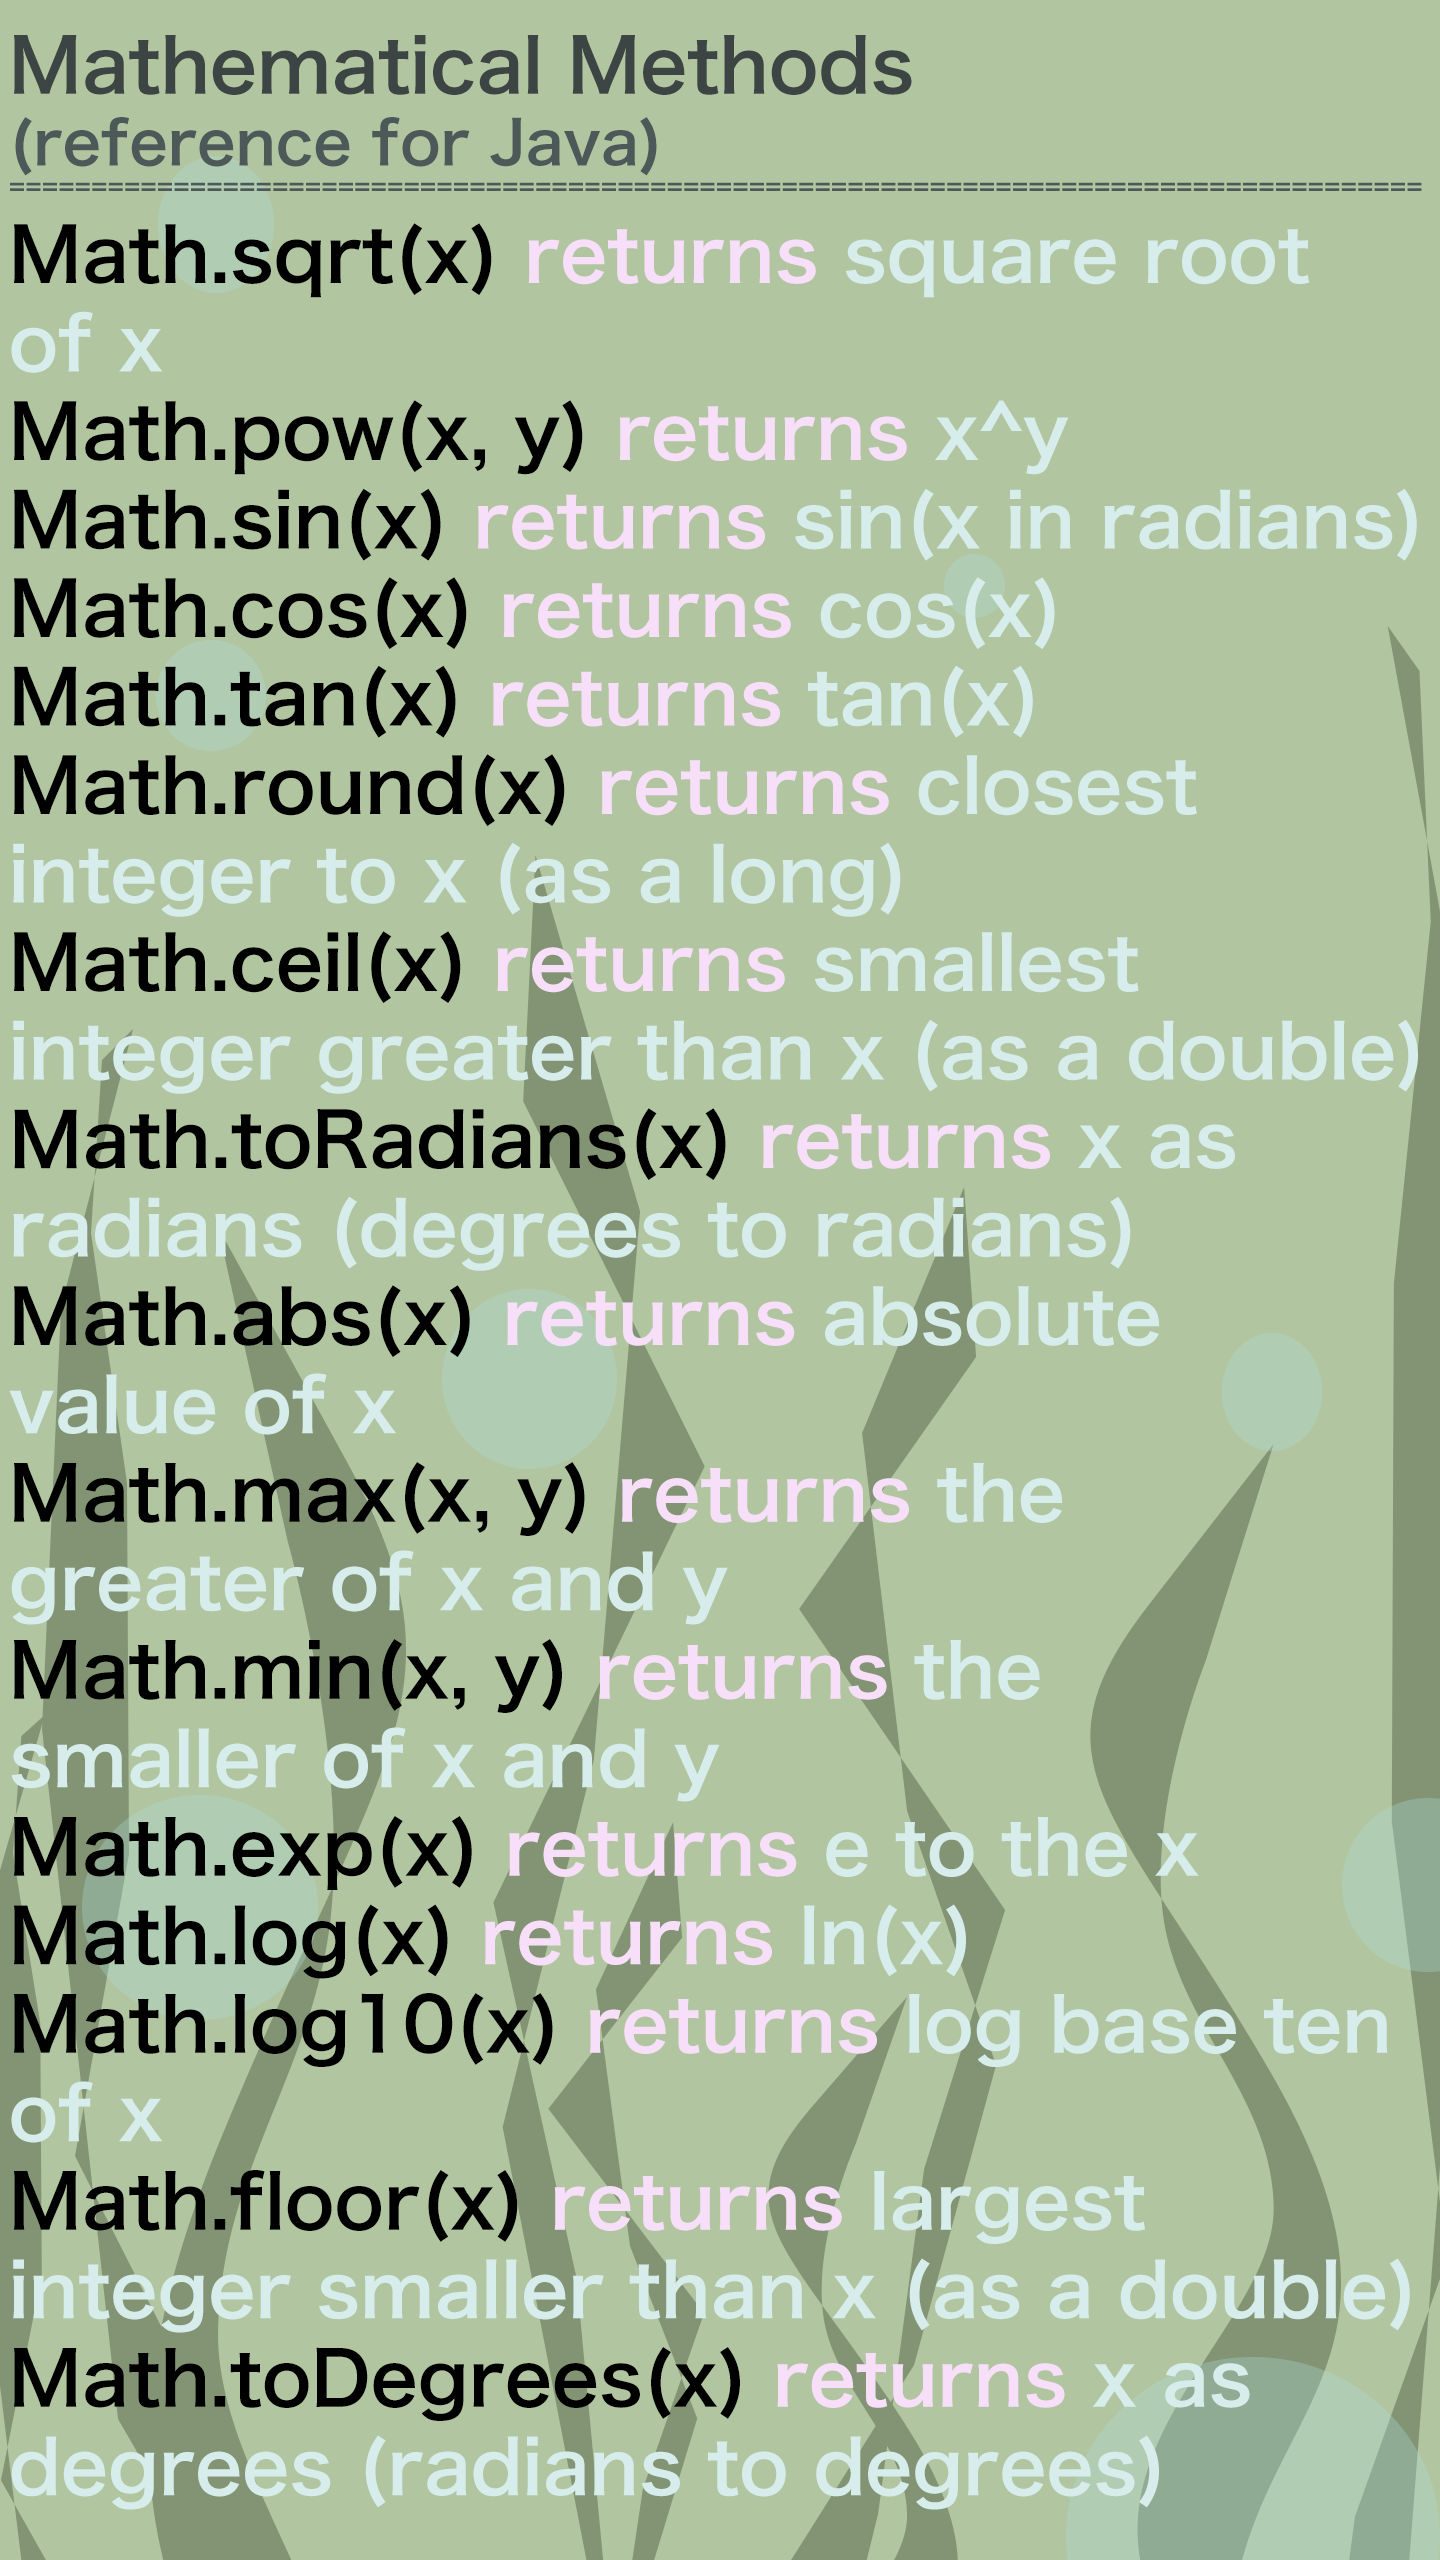 Mathematical Methods
(reference for Java)
================================================================================
Math.sqrt(x) returns square root
of x
Math.pow(x, y) returns x^y
Math.sin(x) returns sin(x in radians)
Math.cos(x) returns cos(x)
Math.tan(x) returns tan(x)
Math.round(x) returns closest
integer to x (as a long)
Math.ceil(x) returns smallest
integer greater than x (as a double)
Math.toRadians(x) returns x as
radians (degrees to radians)
Math.abs(x) returns absolute
value of x
Math.max(x, y) returns the
greater of x and y
Math.min(x, y) returns the
smaller of x and y
Math.exp(x) returns e to the x
Math.log(x) returns ln(x)
Math.log10(x) returns log base ten
of x
Math.floor(x) returns largest
integer smaller than x (as a double)
Math.toDegrees(x) returns x as
degrees (radians to degrees)